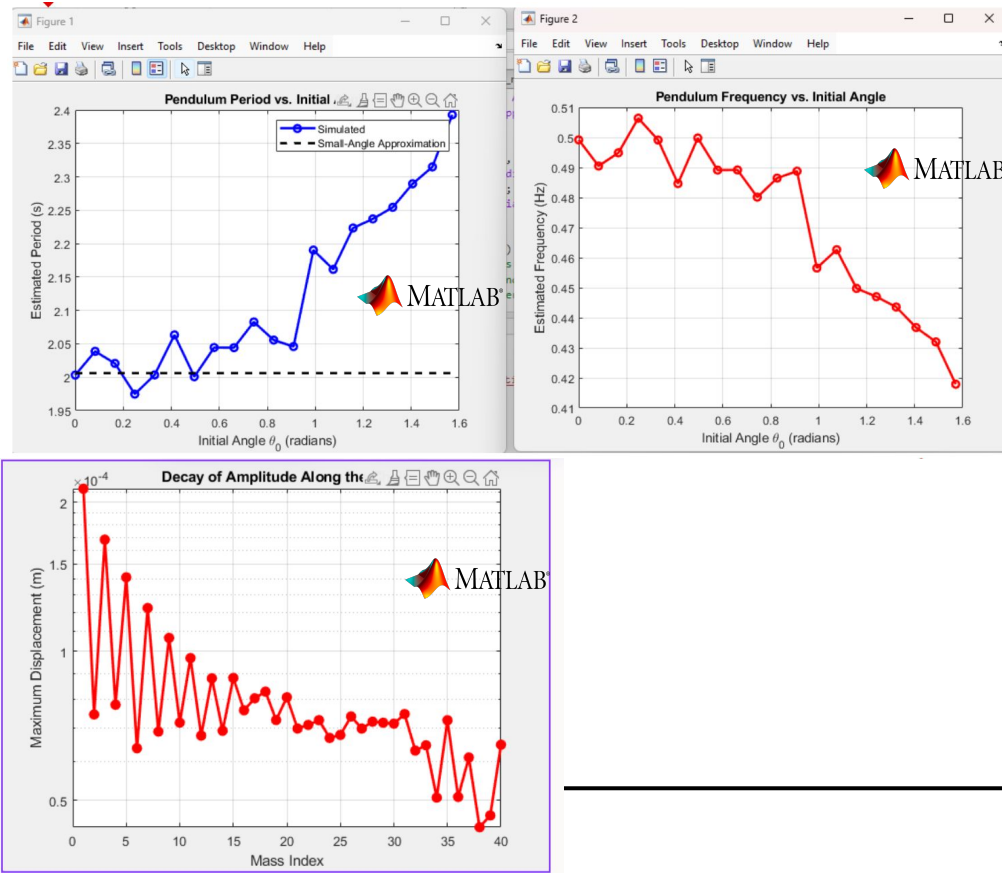 Figure 1
File Edit View Insert Tools Desktop Window Help
Pendulum Period vs. Initial
Simulated
Small-Angle Approximation
MATLAB®
2.4
2.35
2.3
2.25
2.2
2.15
2.1
2.05
2
1.95
0 0.2 0.4 0.6 0.8 1 1.2 1.4 1.6
Estimated Period (s)
Initial Angle θ0 (radians)
Figure 2
File Edit View Insert Tools Desktop Window Help
Pendulum Frequency vs. Initial Angle
MATLAB
0.51
0.5
0.49
0.48
0.47
0.46
0.45
0.44
0.43
0.42
0.41
0 0.2 0.4 0.6 0.8 1 1.2 1.4 1.6
Estimated Frequency (Hz)
Initial Angle θ0 (radians)
Decay of Amplitude Along the
×10-4
MATLAB®
2
1.5
1
0.5
0 5 10 15 20 25 30 35 40
Maximum Displacement (m)
Mass Index